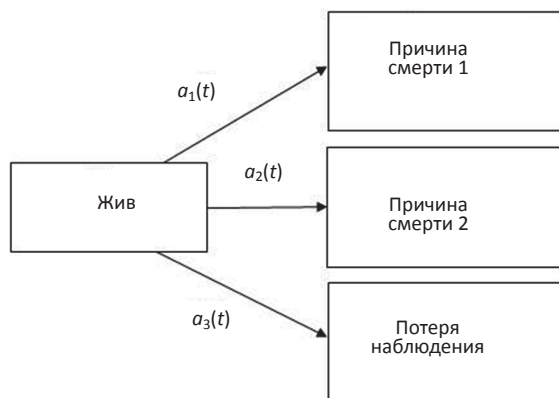 Причина
смерти 1
a₁(t)
Жив
a₂(t)
Причина
смерти 2
a₃(t)
Потеря
наблюдения